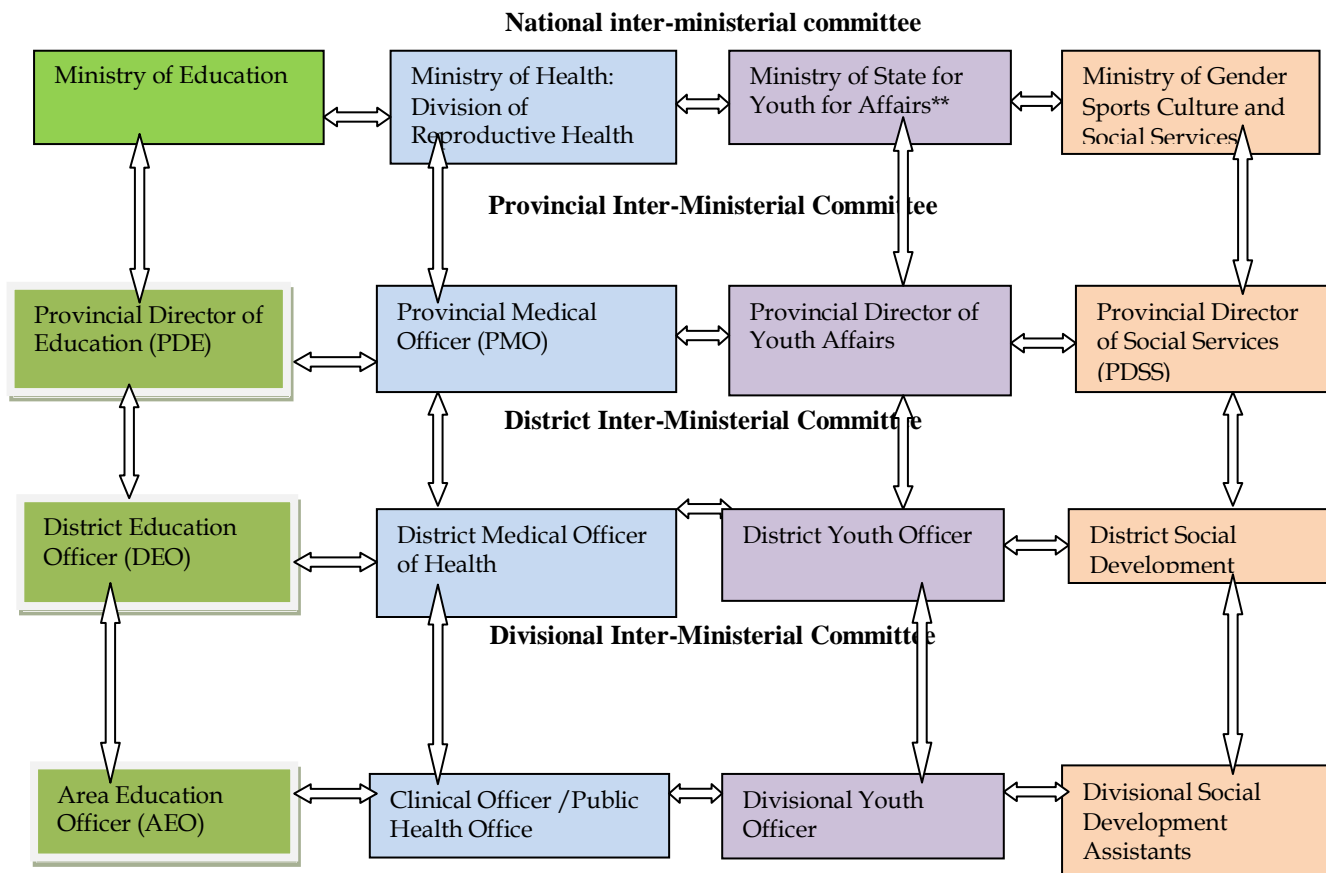 National inter-ministerial committee
Ministry of Education
Ministry of Health:
Division of
Reproductive Health
Ministry of State for
Youth for Affairs**
Ministry of Gender
Sports Culture and
Social Services
Provincial Inter-Ministerial Committee
Provincial Director of
Education (PDE)
Provincial Medical
Officer (PMO)
Provincial Director of
Youth Affairs
Provincial Director
of Social Services
(PDSS)
District Inter-Ministerial Committe
District Education
Officer (DEO)
District Medical Officer
of Health
District Youth Officer
District Social
Development
Divisional Inter-Ministerial Committee
Area Education
Officer (AEO)
Clinical Officer /Public
Health Office
Divisional Youth
Officer
Divisional Social
Development
Assistants